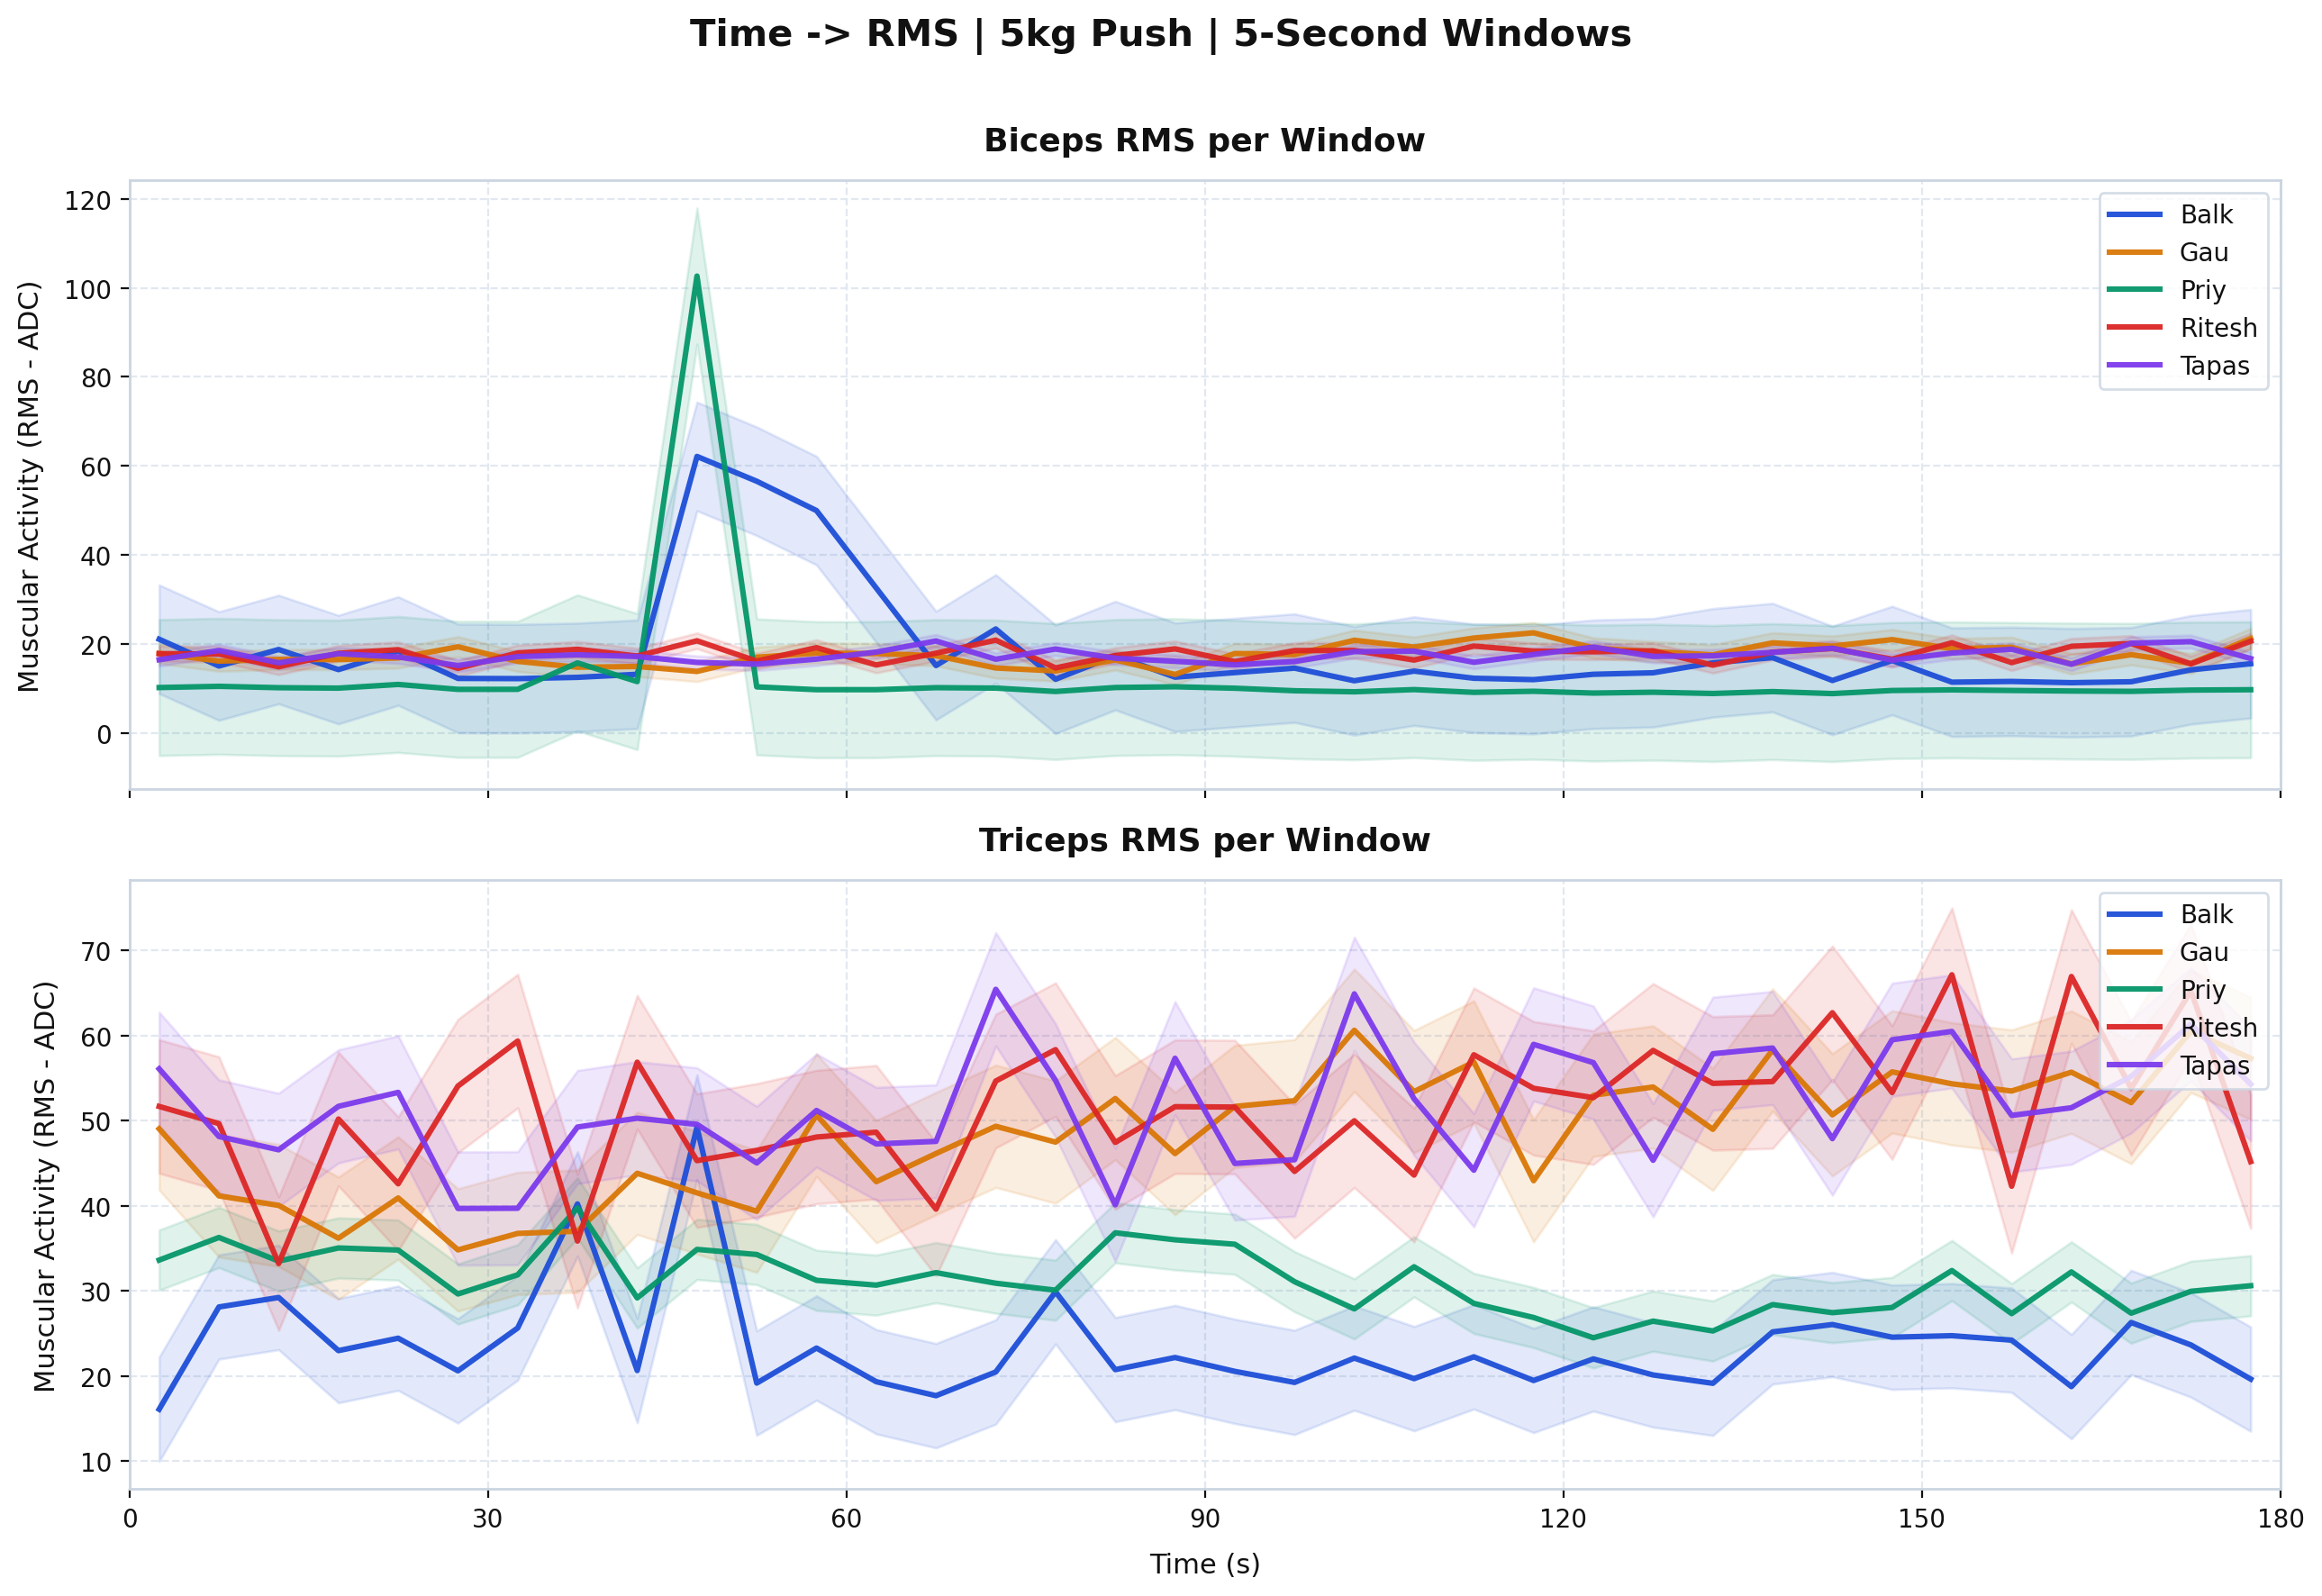 Time -> RMS | 5kg Push | 5-Second Windows
Biceps RMS per Window
Muscular Activity (RMS - ADC)
120
100
80
60
40
20
0
Balk
Gau
Priy
Ritesh
Tapas
Triceps RMS per Window
Muscular Activity (RMS - ADC)
70
60
50
40
30
20
10
Balk
Gau
Priy
Ritesh
Tapas
0 30 60 90 120 150 180
Time (s)